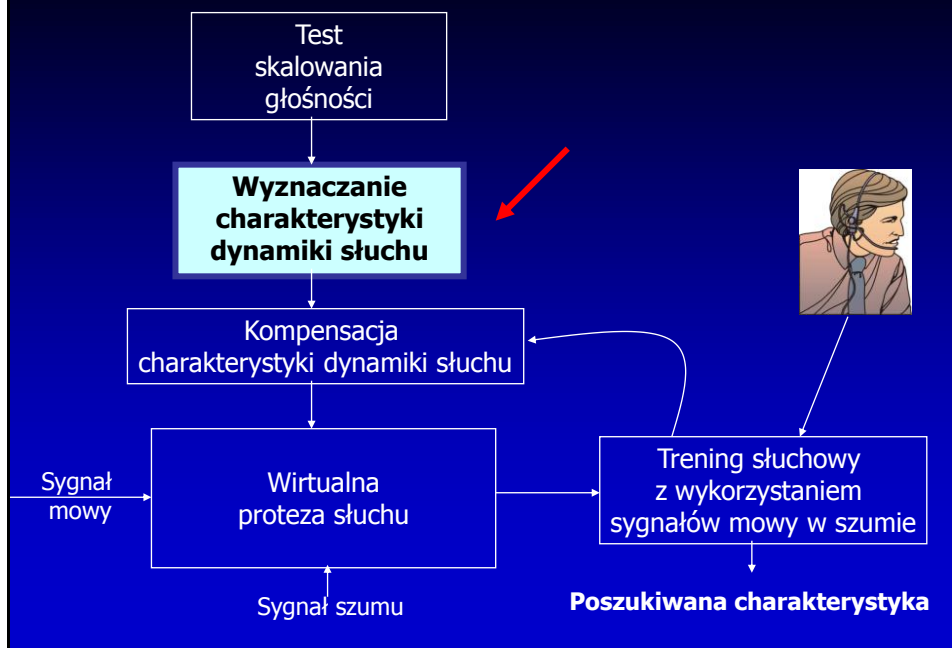 Test
skalowania
głośności
Wyznaczanie
charakterystyki
dynamiki słuchu
Kompensacja
charakterystyki dynamiki słuchu
Sygnał
mowy
Wirtualna
proteza słuchu
Trening słuchowy
z wykorzystaniem
sygnałów mowy w szumie
Sygnał szumu
Poszukiwana charakterystyka